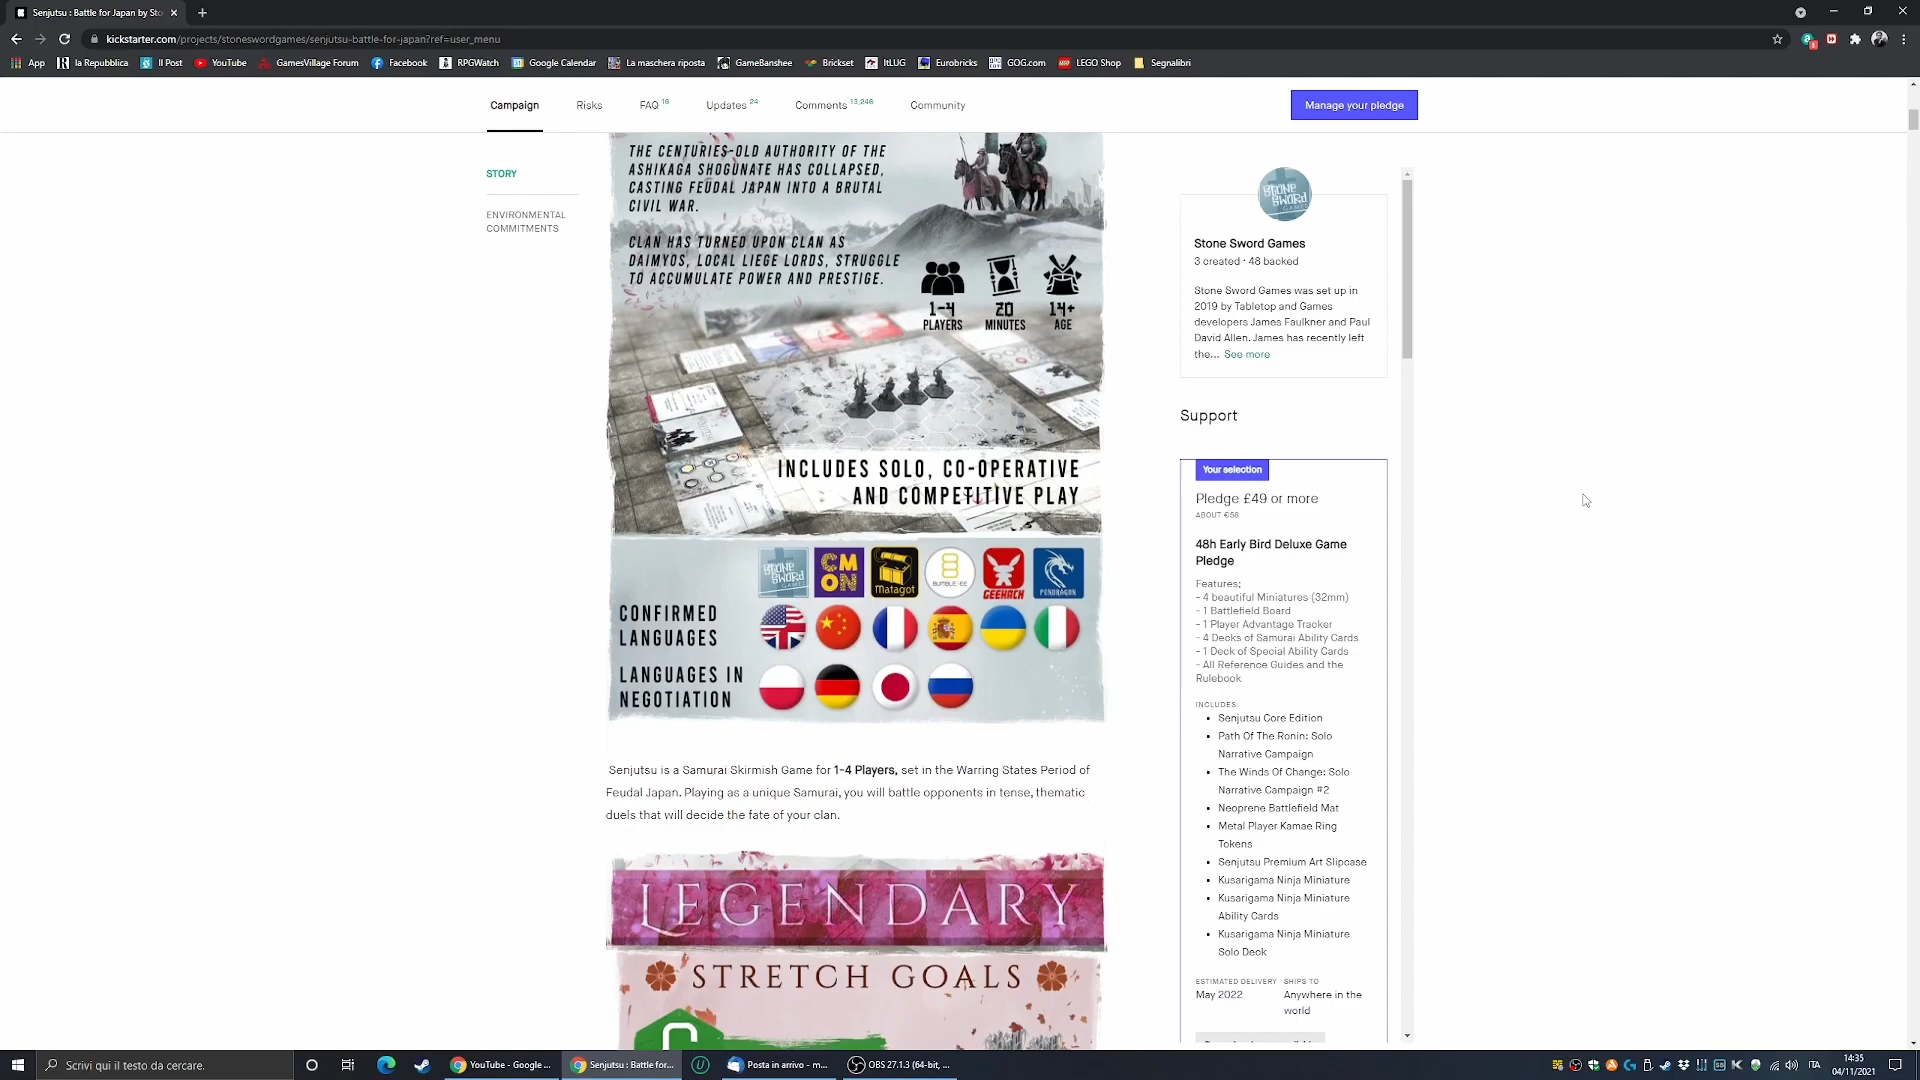 Senjutsu : Battle for Japan by Sto
kickstarter.com/projects/stoneswordgames/senjutsu-battle-for-japan?ref=user_menu
App
la Repubblica
Il Post
YouTube
GamesVillage Forum
Facebook
RPGWatch
Google Calendar
La maschera riposta
GameBanshee
Brickset
ItLUG
Eurobricks
GOG.com
LEGO Shop
Segnalibri
Campaign
Risks
FAQ 16
Updates 24
Comments 13,246
Community
Manage your pledge
STORY
ENVIRONMENTAL
COMMITMENTS
THE CENTURIES-OLD AUTHORITY OF THE
ASHIKAGA SHOGUNATE HAS COLLAPSED,
CASTING FEUDAL JAPAN INTO A BRUTAL
CIVIL WAR.
CLAN HAS TURNED UPON CLAN AS
DAIMYOS, LOCAL LIEGE LORDS, STRUGGLE
TO ACCUMULATE POWER AND PRESTIGE.
1-4
PLAYERS
20
MINUTES
14+
AGE
INCLUDES SOLO, CO-OPERATIVE
AND COMPETITIVE PLAY
STONE
SWORD
GAMES
CM
ON
Matagot
BUMBLE3EE
GEEKACH
PENDRAGON
CONFIRMED
LANGUAGES
LANGUAGES IN
NEGOTIATION
Senjutsu is a Samurai Skirmish Game for 1-4 Players, set in the Warring States Period of
Feudal Japan. Playing as a unique Samurai, you will battle opponents in tense, thematic
duels that will decide the fate of your clan.
LEGENDARY
STRETCH GOALS
STONE
SWORD
GAMES
Stone Sword Games
3 created · 48 backed
Stone Sword Games was set up in
2019 by Tabletop and Games
developers James Faulkner and Paul
David Allen. James has recently left
the... See more
Support
Your selection
Pledge £49 or more
ABOUT €58
48h Early Bird Deluxe Game
Pledge
Features;
- 4 beautiful Miniatures (32mm)
- 1 Battlefield Board
- 1 Player Advantage Tracker
- 4 Decks of Samurai Ability Cards
- 1 Deck of Special Ability Cards
- All Reference Guides and the
Rulebook
INCLUDES:
• Senjutsu Core Edition
• Path Of The Ronin: Solo
Narrative Campaign
• The Winds Of Change: Solo
Narrative Campaign #2
• Neoprene Battlefield Mat
• Metal Player Kamae Ring
Tokens
• Senjutsu Premium Art Slipcase
• Kusarigama Ninja Miniature
• Kusarigama Ninja Miniature
Ability Cards
• Kusarigama Ninja Miniature
Solo Deck
ESTIMATED DELIVERY
May 2022
SHIPS TO
Anywhere in the
world
Scrivi qui il testo da cercare.
YouTube - Google ...
Senjutsu : Battle for...
Posta in arrivo - m...
OBS 27.1.3 (64-bit, ...
ITA
14:35
04/11/2021